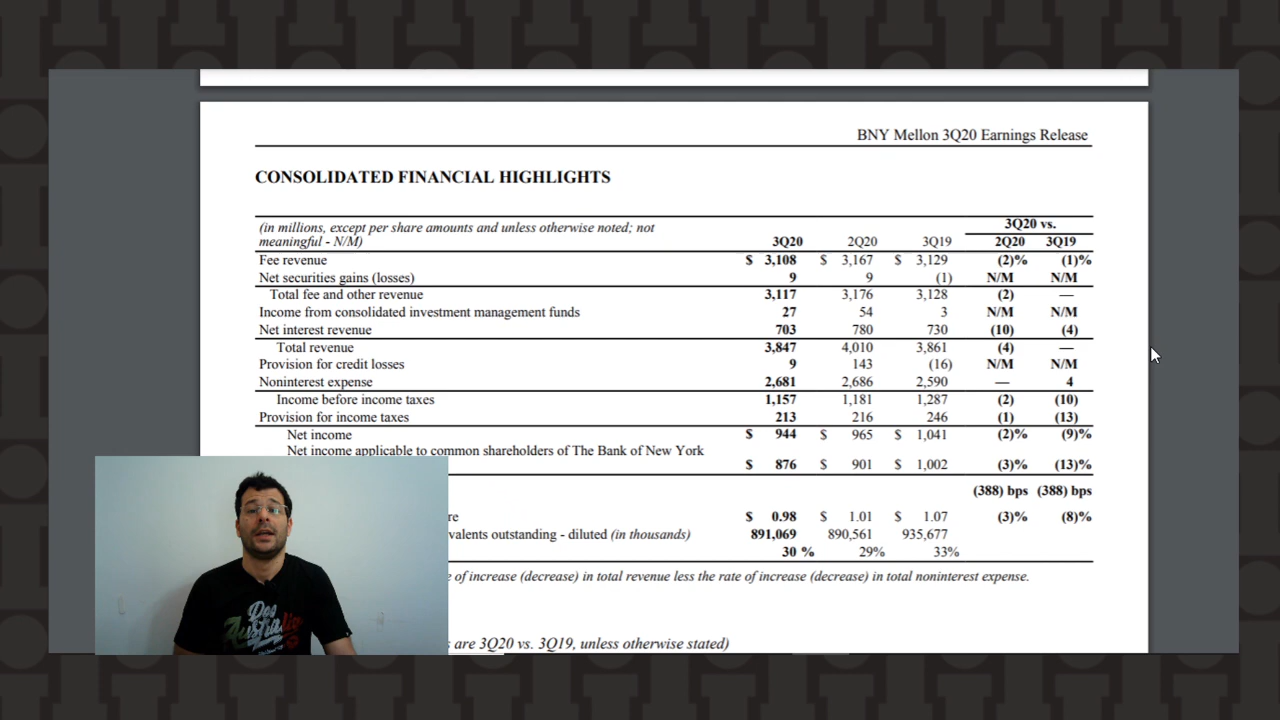 BNY Mellon 3Q20 Earnings Release
CONSOLIDATED FINANCIAL HIGHLIGHTS
(in millions, except per share amounts and unless otherwise noted; not meaningful - N/M) 3Q20 2Q20 3Q19 3Q20 vs. 2Q20 3Q19
Fee revenue $ 3,108 $ 3,167 $ 3,129 (2)% (1)%
Net securities gains (losses) 9 9 (1) N/M N/M
Total fee and other revenue 3,117 3,176 3,128 (2) —
Income from consolidated investment management funds 27 54 3 N/M N/M
Net interest revenue 703 780 730 (10) (4)
Total revenue 3,847 4,010 3,861 (4) —
Provision for credit losses 9 143 (16) N/M N/M
Noninterest expense 2,681 2,686 2,590 — 4
Income before income taxes 1,157 1,181 1,287 (2) (10)
Provision for income taxes 213 216 246 (1) (13)
Net income $ 944 $ 965 $ 1,041 (2)% (9)%
Net income applicable to common shareholders of The Bank of New York
$ 876 $ 901 $ 1,002 (3)% (13)%
(388) bps (388) bps
re $ 0.98 $ 1.01 $ 1.07 (3)% (8)%
valents outstanding - diluted (in thousands) 891,069 890,561 935,677
30 % 29% 33%
e of increase (decrease) in total revenue less the rate of increase (decrease) in total noninterest expense.
s are 3Q20 vs. 3Q19, unless otherwise stated)